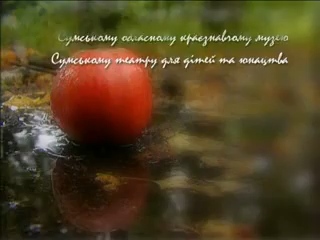 Сумському обласному краєзнавчому музею
Сумському театру для дітей та юнацтва